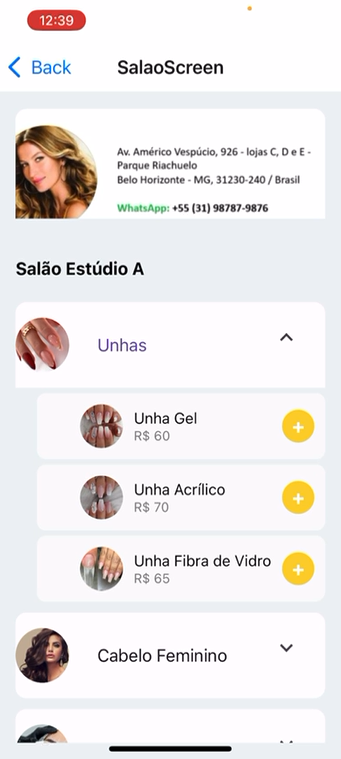 12:39
Back
SalaoScreen
Av. Américo Vespúcio, 926 - lojas C, D e E -
Parque Riachuelo
Belo Horizonte - MG, 31230-240 / Brasil
WhatsApp: +55 (31) 98787-9876
Salão Estúdio A
Unhas
Unha Gel
R$ 60
+
Unha Acrílico
R$ 70
+
Unha Fibra de Vidro
R$ 65
+
Cabelo Feminino